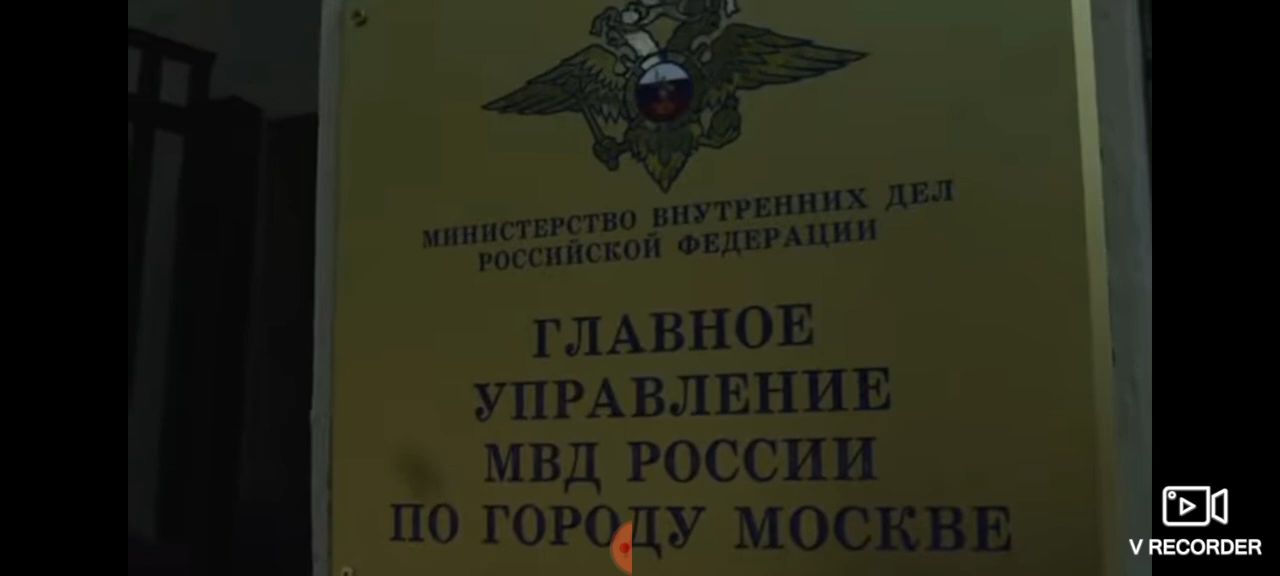 МИНИСТЕРСТВО ВНУТРЕННИХ ДЕЛ
РОССИЙСКОЙ ФЕДЕРАЦИИ
ГЛАВНОЕ
УПРАВЛЕНИЕ
МВД РОССИИ
ПО ГОРОДУ МОСКВЕ
V RECORDER